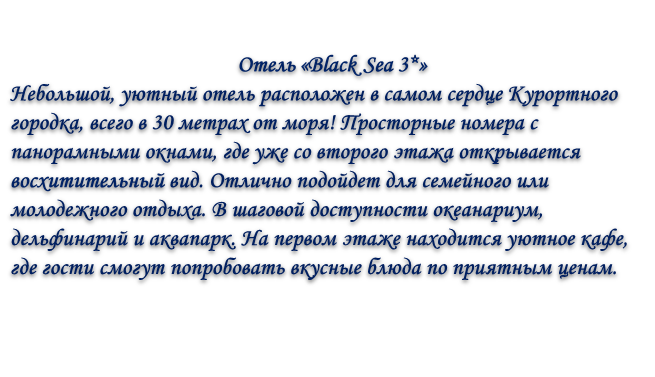 Отель «Black Sea 3*»
Небольшой, уютный отель расположен в самом сердце Курортного
городка, всего в 30 метрах от моря! Просторные номера с
панорамными окнами, где уже со второго этажа открывается
восхитительный вид. Отлично подойдет для семейного или
молодежного отдыха. В шаговой доступности океанариум,
дельфинарий и аквапарк. На первом этаже находится уютное кафе,
где гости смогут попробовать вкусные блюда по приятным ценам.